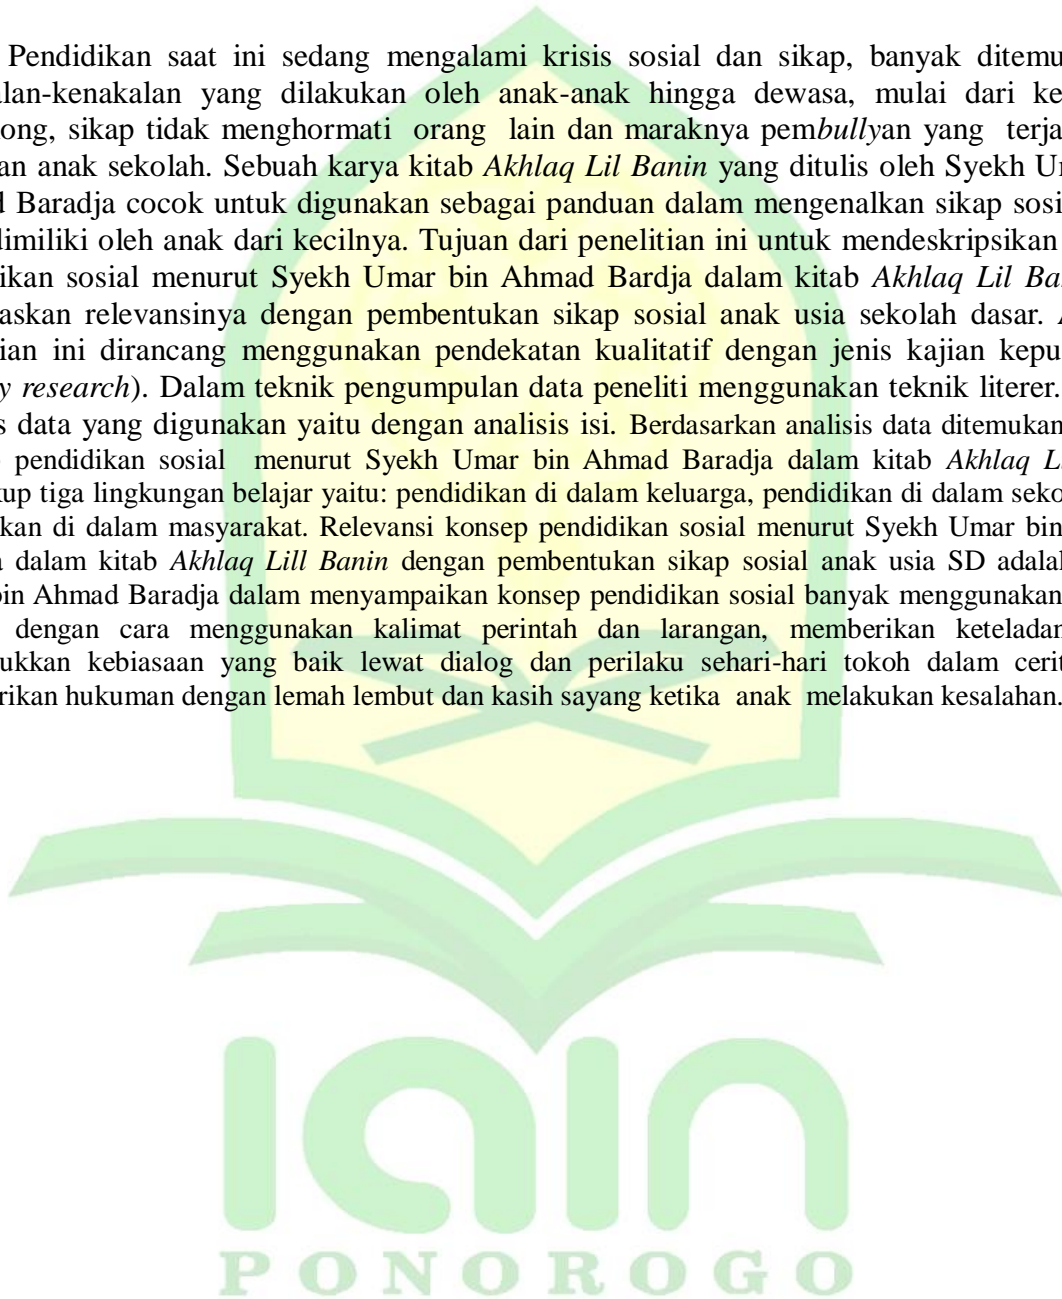 Pendidikan saat ini sedang mengalami krisis sosial dan sikap, banyak ditemu
alan-kenakalan yang dilakukan oleh anak-anak hingga dewasa, mulai dari ke
ong, sikap tidak menghormati orang lain dan maraknya pembullyan yang terja
an anak sekolah. Sebuah karya kitab Akhlaq Lil Banin yang ditulis oleh Syekh U
d Baradja cocok untuk digunakan sebagai panduan dalam mengenalkan sikap sosi
dimiliki oleh anak dari kecilnya. Tujuan dari penelitian ini untuk mendeskripsikan
ikan sosial menurut Syekh Umar bin Ahmad Bardja dalam kitab Akhlaq Lil Ba
askan relevansinya dengan pembentukan sikap sosial anak usia sekolah dasar.
ian ini dirancang menggunakan pendekatan kualitatif dengan jenis kajian kepu
y research). Dalam teknik pengumpulan data peneliti menggunakan teknik literer.
s data yang digunakan yaitu dengan analisis isi. Berdasarkan analisis data ditemukan
pendidikan sosial menurut Syekh Umar bin Ahmad Baradja dalam kitab Akhlaq L
kup tiga lingkungan belajar yaitu: pendidikan di dalam keluarga, pendidikan di dalam seko
ikan di dalam masyarakat. Relevansi konsep pendidikan sosial menurut Syekh Umar bin
a dalam kitab Akhlaq Lill Banin dengan pembentukan sikap sosial anak usia SD adalal
bin Ahmad Baradja dalam menyampaikan konsep pendidikan sosial banyak menggunakan
dengan cara menggunakan kalimat perintah dan larangan, memberikan keteladan
ukkan kebiasaan yang baik lewat dialog dan perilaku sehari-hari tokoh dalam cerit
rikan hukuman dengan lemah lembut dan kasih sayang ketika anak melakukan kesalahan.
iain
PONOROGO